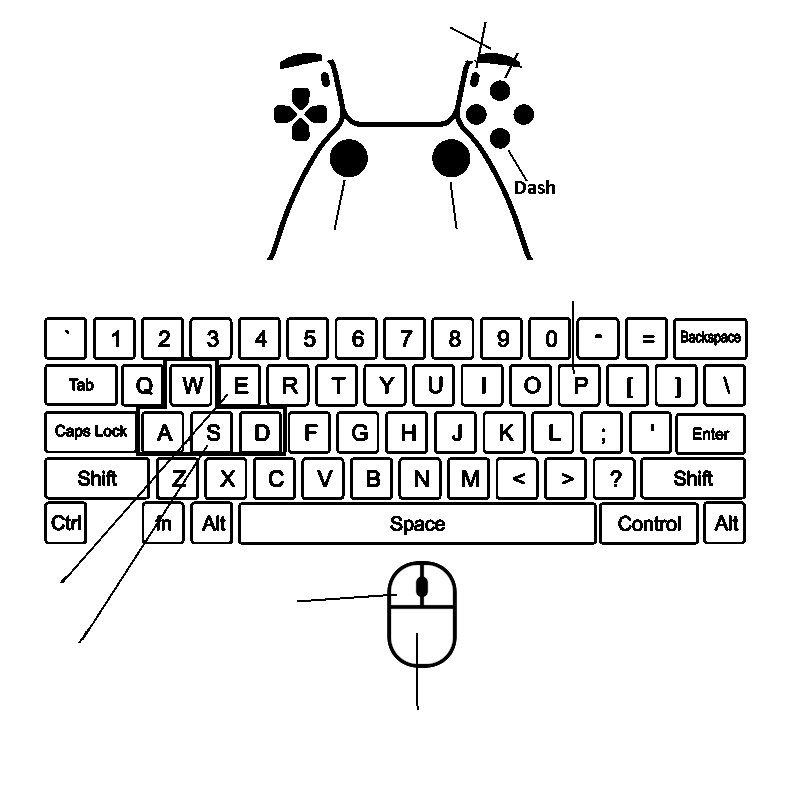 Dash
` 1 2 3 4 5 6 7 8 9 0 - = Backspace
Tab Q W E R T Y U I O P [ ] \
Caps Lock A S D F G H J K L ; ' Enter
Shift Z X C V B N M < > ? Shift
Ctrl fn Alt Space Control Alt